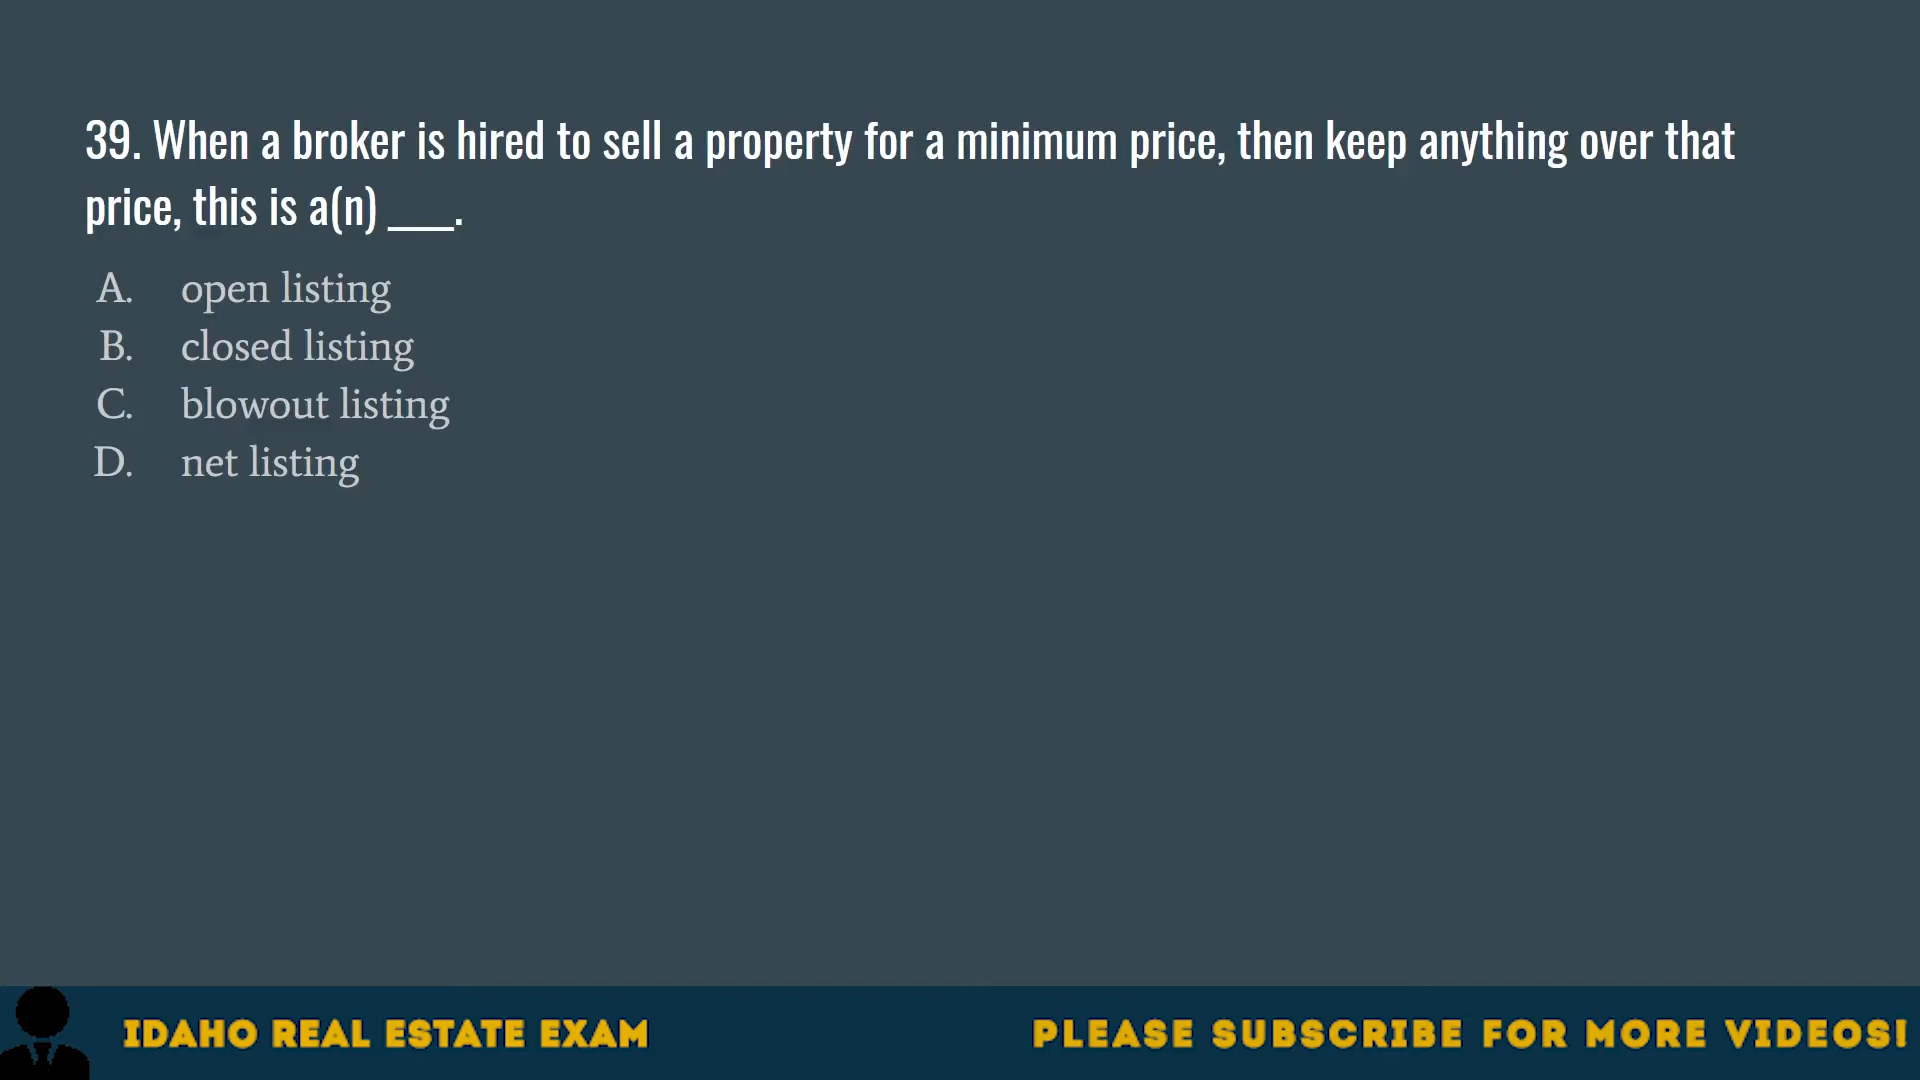 39. When a broker is hired to sell a property for a minimum price, then keep anything over that
price, this is a(n) ____.
A. open listing
B. closed listing
C. blowout listing
D. net listing
IDAHO REAL ESTATE EXAM
PLEASE SUBSCRIBE FOR MORE VIDEOS!